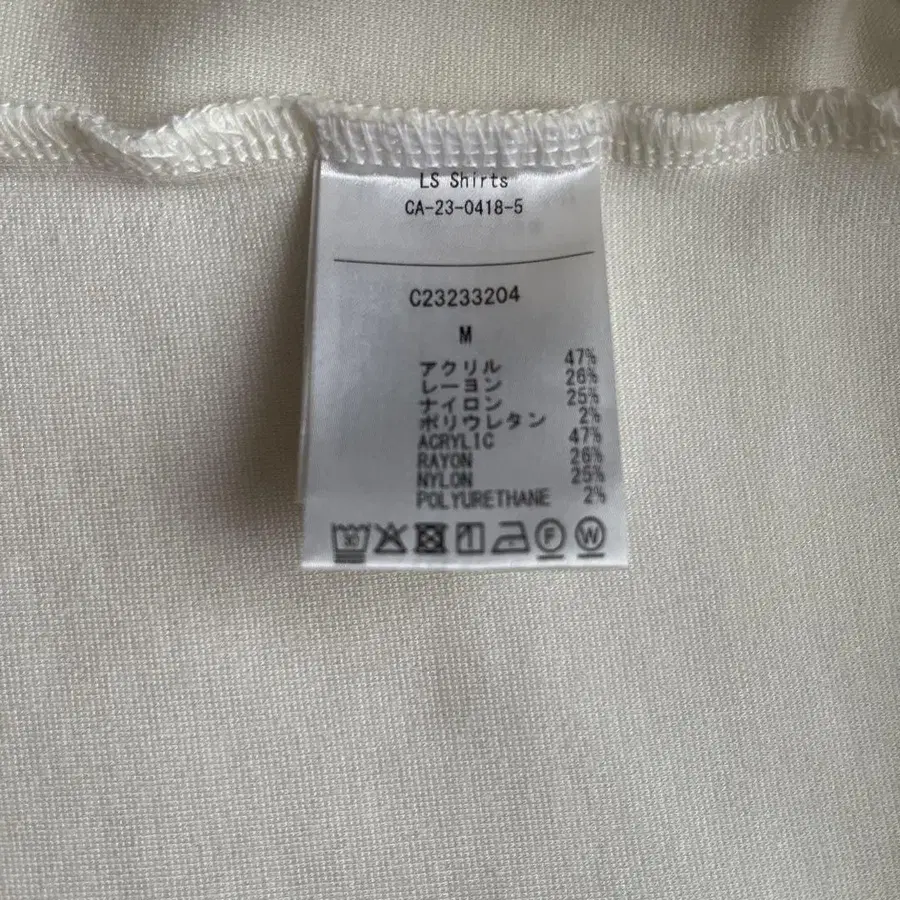 LS Shirts
CA-23-0418-5
C23233204
M
アクリル 47%
レーヨン 26%
ナイロン 25%
ポリウレタン 2%
ACRYLIC 47%
RAYON 26%
NYLON 25%
POLYURETHANE 2%
30 F W